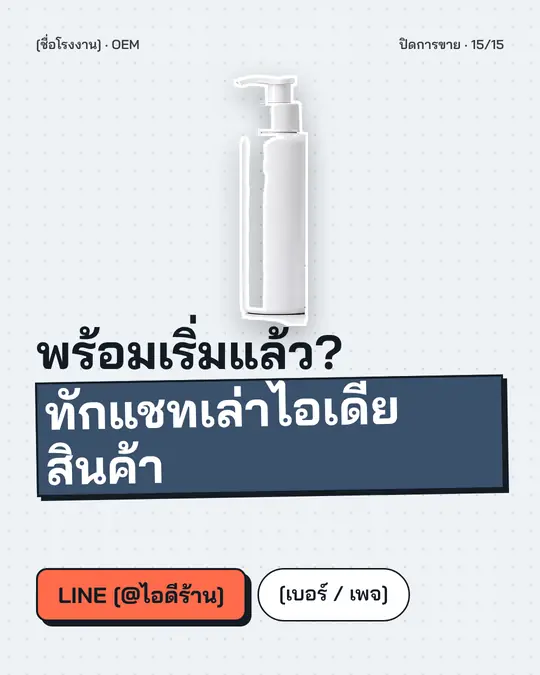 [ชื่อโรงงาน] · OEM
ปิดการขาย · 15/15
พร้อมเริ่มแล้ว?
ทักแชทเล่าไอเดีย
สินค้า
LINE [@ไอดีร้าน]
[เบอร์ / เพจ]